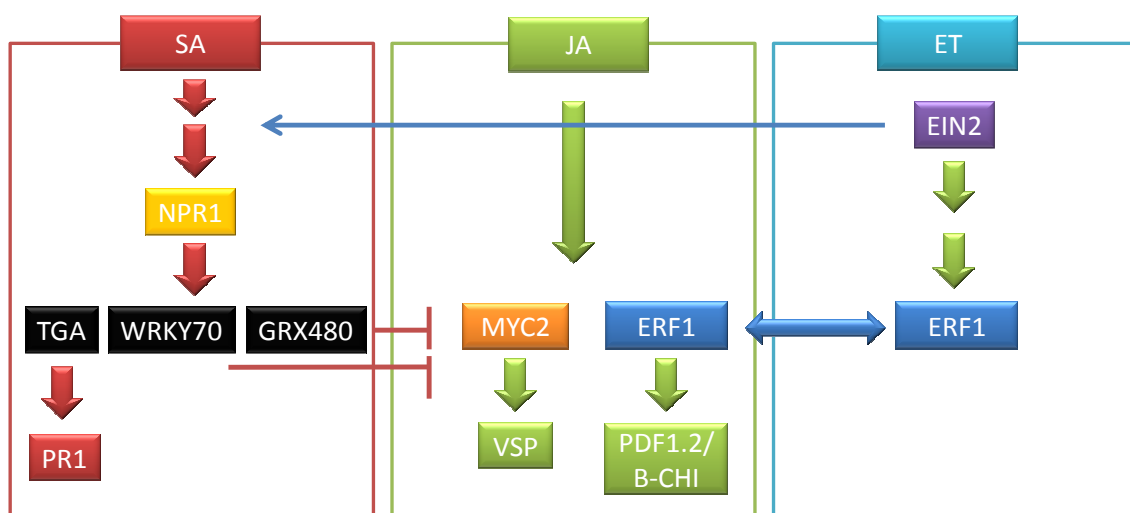 SA
JA
ET
EIN2
NPR1
TGA
WRKY70
GRX480
MYC2
ERF1
ERF1
PR1
VSP
PDF1.2/
B-CHI